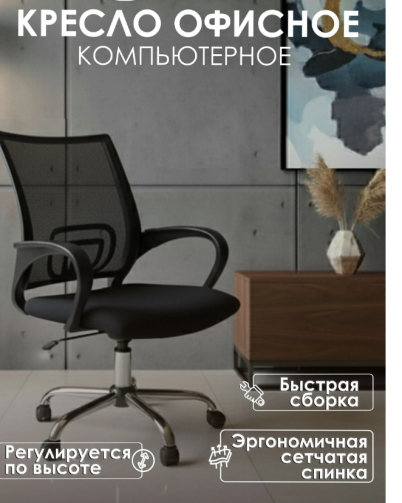 КРЕСЛО ОФИСНОЕ
КОМПЬЮТЕРНОЕ
Быстрая
сборка
Регулируется
по высоте
Эргономичная
сетчатая
спинка